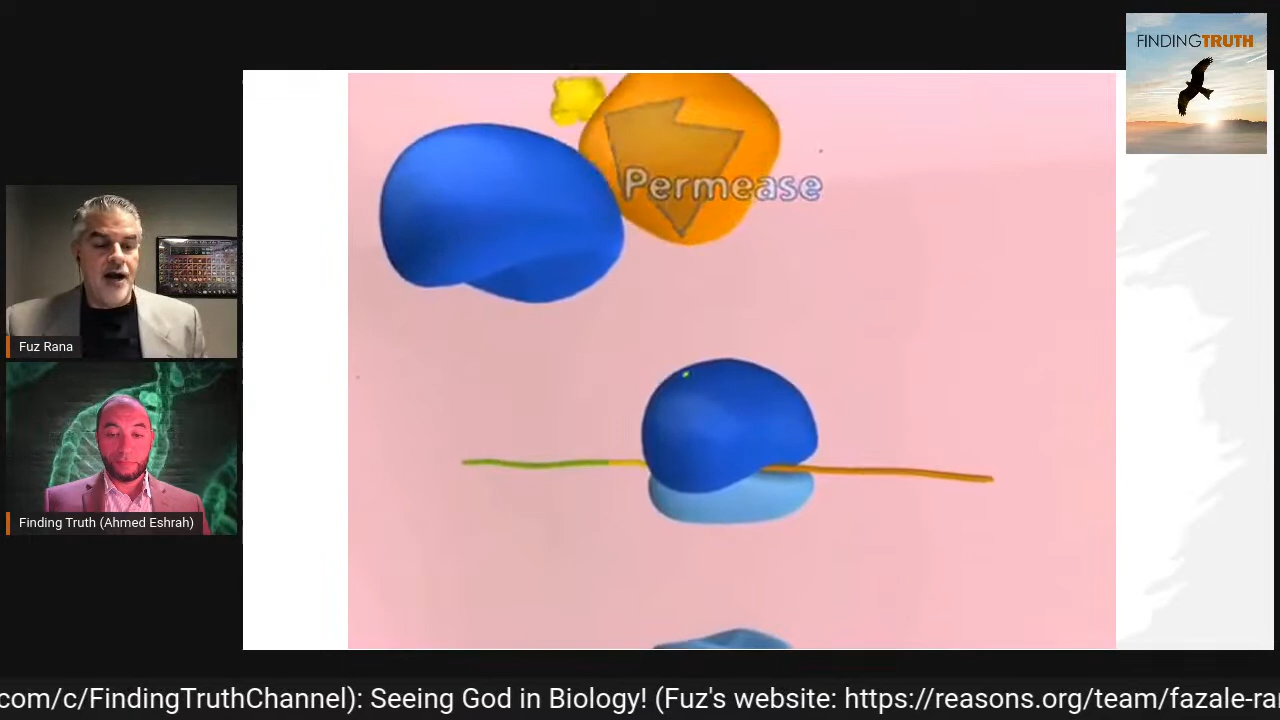 FINDINGTRUTH
Permease
Fuz Rana
Finding Truth (Ahmed Eshrah)
com/c/FindingTruthChannel): Seeing God in Biology! (Fuz's website: https://reasons.org/team/fazale-ra